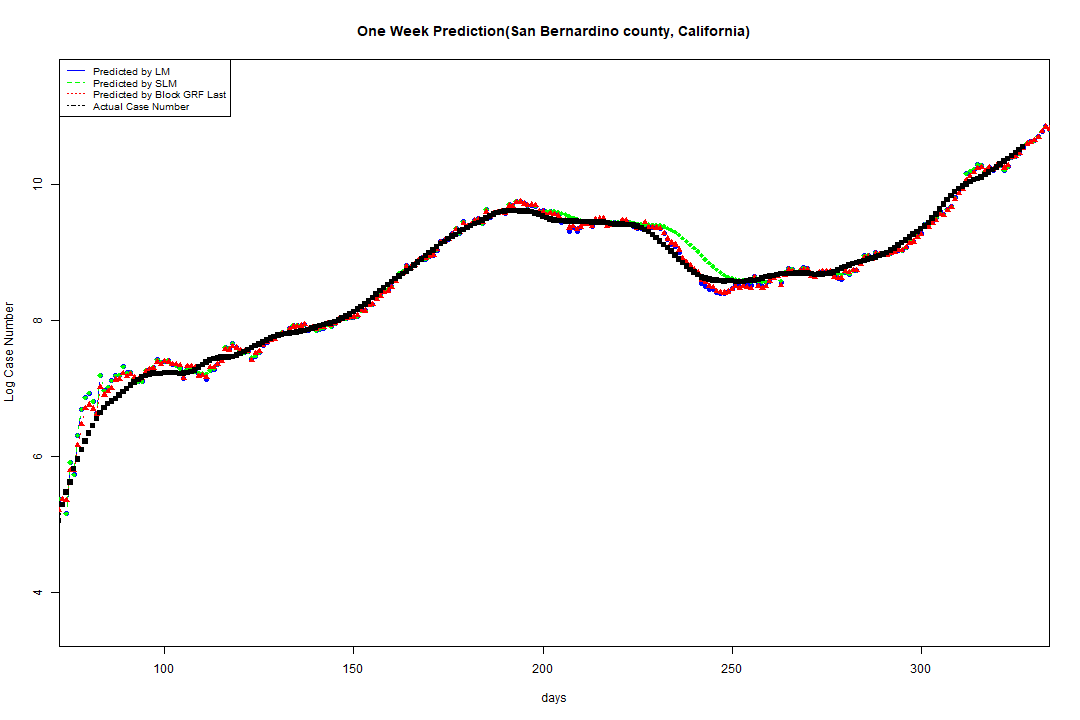 One Week Prediction(San Bernardino county, California)
Predicted by LM
Predicted by SLM
Predicted by Block GRF Last
Actual Case Number
Log Case Number
10
8
6
4
100 150 200 250 300
days